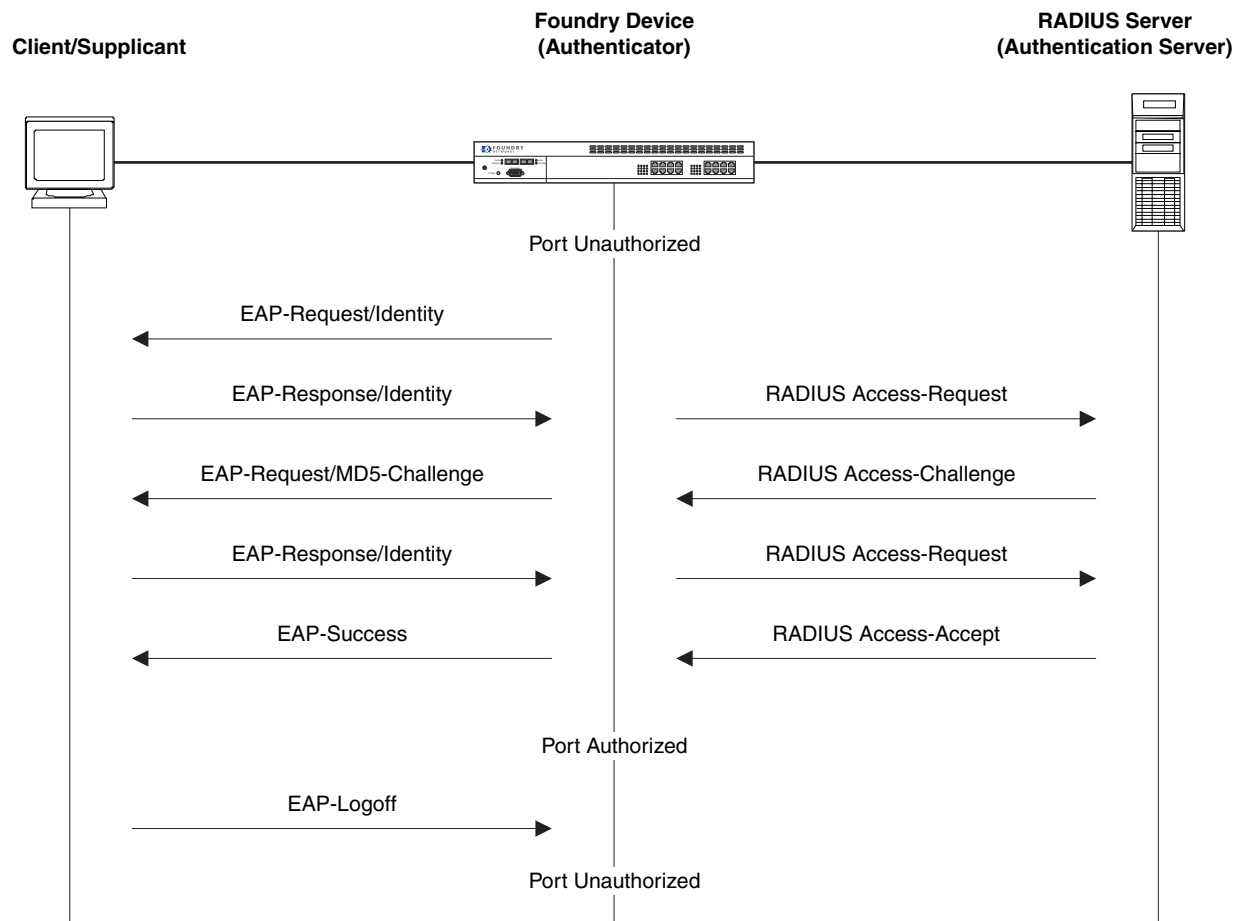 Client/Supplicant
Foundry Device
(Authenticator)
RADIUS Server
(Authentication Server)
FOUNDRY
NETWORKS
Port Unauthorized
EAP-Request/Identity
EAP-Response/Identity
RADIUS Access-Request
EAP-Request/MD5-Challenge
RADIUS Access-Challenge
EAP-Response/Identity
RADIUS Access-Request
EAP-Success
RADIUS Access-Accept
Port Authorized
EAP-Logoff
Port Unauthorized